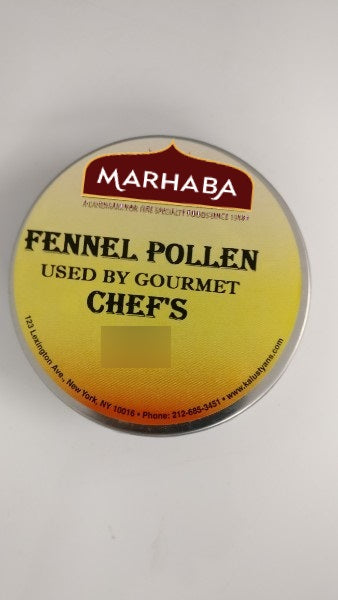 MARHABA
FENNEL POLLEN
USED BY GOURMET
CHEF'S
123 Lexington Ave., New York, NY 10016 • Phone: 212-685-3451 • www.kalustyans.com